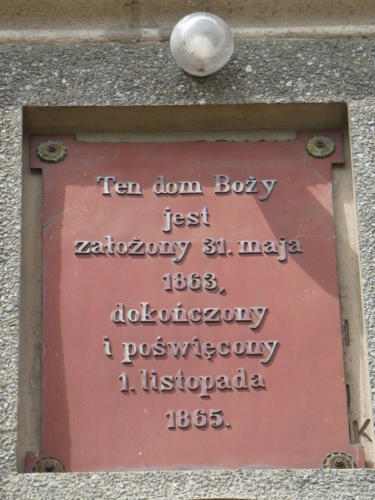 Ten dom Boży
jest
założony 31. maja
1863,
dokończony
i poświęcony
1. listopada
1865.